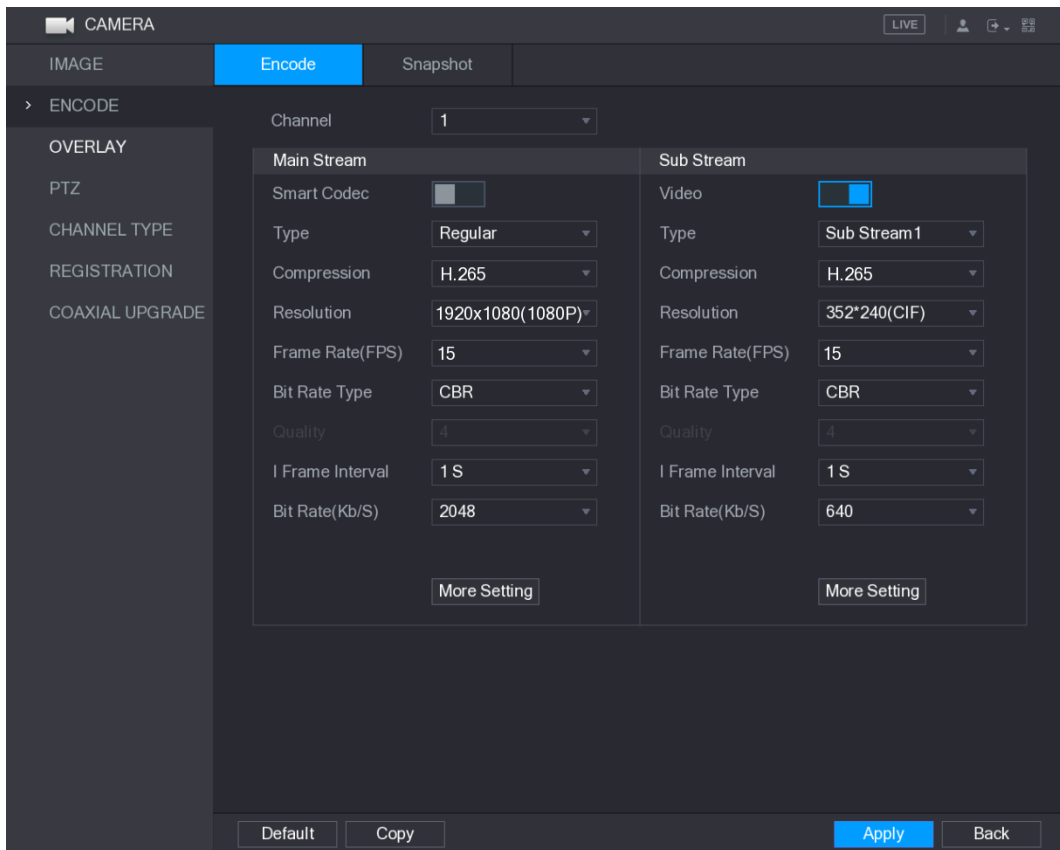 CAMERA LIVE
IMAGE Encode Snapshot
ENCODE
Channel 1
OVERLAY
Main Stream Sub Stream
PTZ Smart Codec Video
CHANNEL TYPE Type Regular Type Sub Stream1
REGISTRATION Compression H.265 Compression H.265
COAXIAL UPGRADE Resolution 1920x1080(1080P) Resolution 352*240(CIF)
Frame Rate(FPS) 15 Frame Rate(FPS) 15
Bit Rate Type CBR Bit Rate Type CBR
Quality 4 Quality 4
I Frame Interval 1 S I Frame Interval 1 S
Bit Rate(Kb/S) 2048 Bit Rate(Kb/S) 640
More Setting More Setting
Default Copy Apply Back